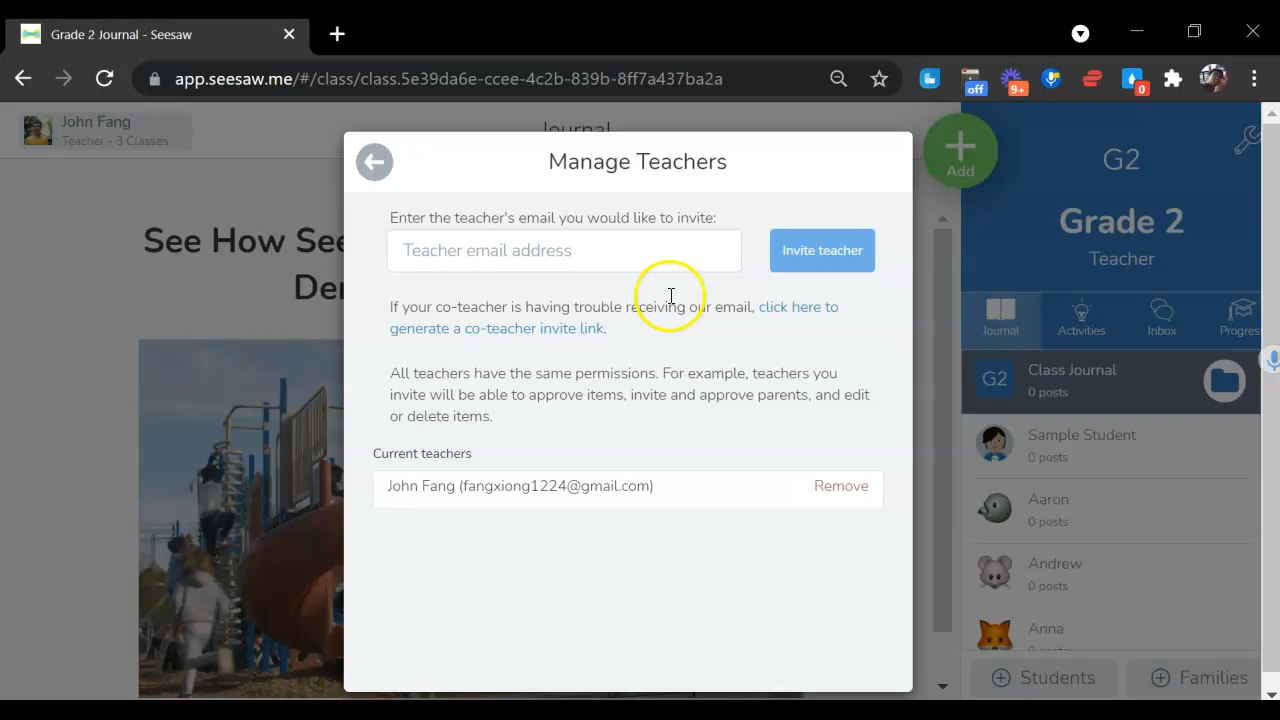 Grade 2 Journal - Seesaw
app.seesaw.me/#/class/class.5e39da6e-ccee-4c2b-839b-8ff7a437ba2a
off
9+
0
John Fang
Teacher - 3 Classes
Journal
Add
G2
Grade 2
Teacher
Journal
Activities
Inbox
Progres
G2
Class Journal
0 posts
Sample Student
0 posts
Aaron
0 posts
Andrew
0 posts
Anna
0 posts
Students
Families
See How See
Der
Manage Teachers
Enter the teacher's email you would like to invite:
Teacher email address
Invite teacher
If your co-teacher is having trouble receiving our email, click here to
generate a co-teacher invite link.
All teachers have the same permissions. For example, teachers you
invite will be able to approve items, invite and approve parents, and edit
or delete items.
Current teachers
John Fang (fangxiong1224@gmail.com)
Remove